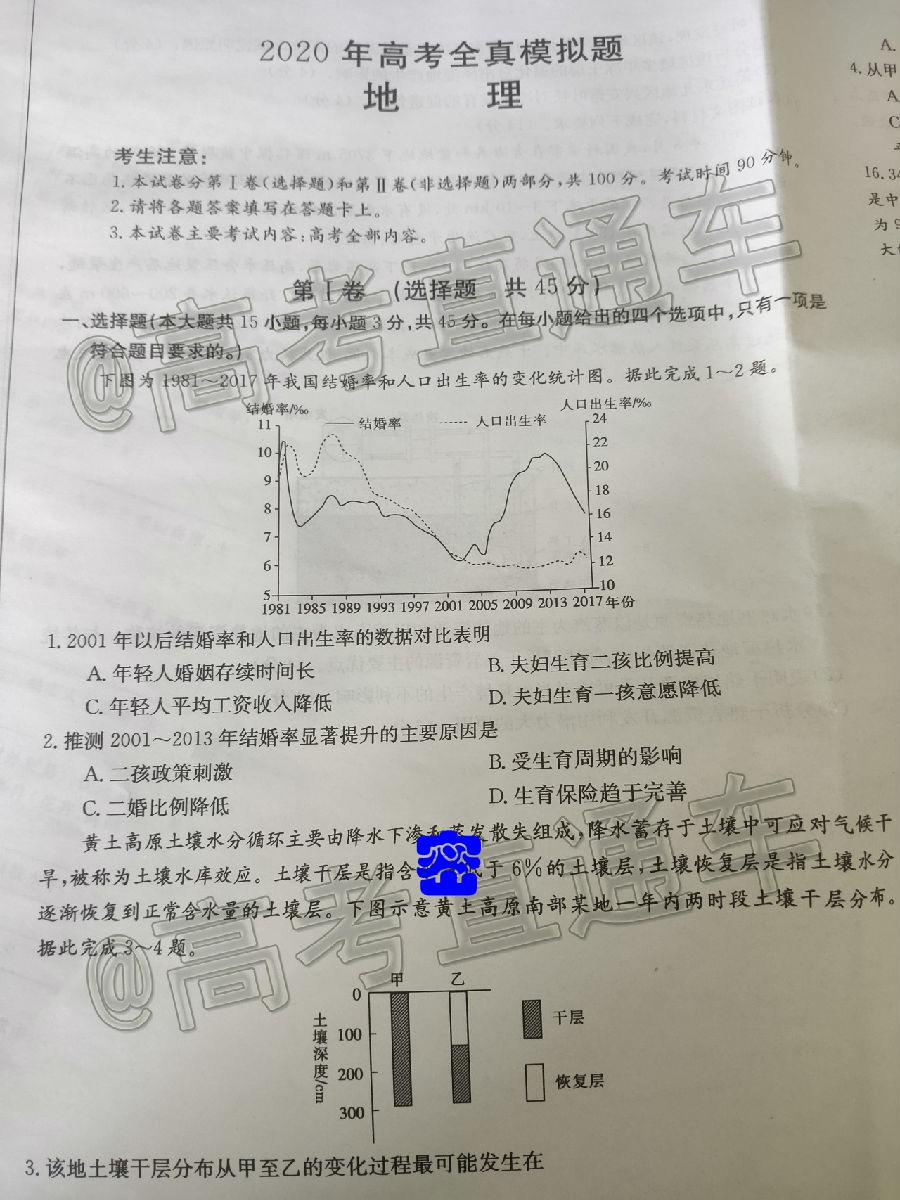 2020 年高考全真模拟题
地 理
考生注意:
1. 本试卷分第Ⅰ卷(选择题)和第Ⅱ卷(非选择题)两部分,共 100 分。考试时间 90 分钟。
2. 请将各题答案填写在答题卡上。
3. 本试卷主要考试内容:高考全部内容。
第Ⅰ卷 (选择题 共 45 分)
一、选择题(本大题共 15 小题,每小题 3 分,共 45 分。在每小题给出的四个选项中,只有一项是
符合题目要求的。)
下图为 1981～2017 年我国结婚率和人口出生率的变化统计图。据此完成 1～2 题。
结婚率/‰ 人口出生率/‰
结婚率 人口出生率
11 24
10 22
9 20
8 18
7 16
6 14
5 12
10
1981 1985 1989 1993 1997 2001 2005 2009 2013 2017 年份
1. 2001 年以后结婚率和人口出生率的数据对比表明
A. 年轻人婚姻存续时间长 B. 夫妇生育二孩比例提高
C. 年轻人平均工资收入降低 D. 夫妇生育一孩意愿降低
2. 推测 2001～2013 年结婚率显著提升的主要原因是
A. 二孩政策刺激 B. 受生育周期的影响
C. 二婚比例降低 D. 生育保险趋于完善
黄土高原土壤水分循环主要由降水下渗和蒸发散失组成,降水蓄存于土壤中可应对气候干
旱,被称为土壤水库效应。土壤干层是指含 于 6% 的土壤层,土壤恢复层是指土壤水分
逐渐恢复到正常含水量的土壤层。下图示意黄土高原南部某地一年内两时段土壤干层分布。
据此完成 3～4 题。
甲 乙
0
100
200
300
土壤深度/cm
干层
恢复层
3. 该地土壤干层分布从甲至乙的变化过程最可能发生在
A.
4. 从甲
A
C
16. 34
是中
为 9
@高考直通车
@高考直通车